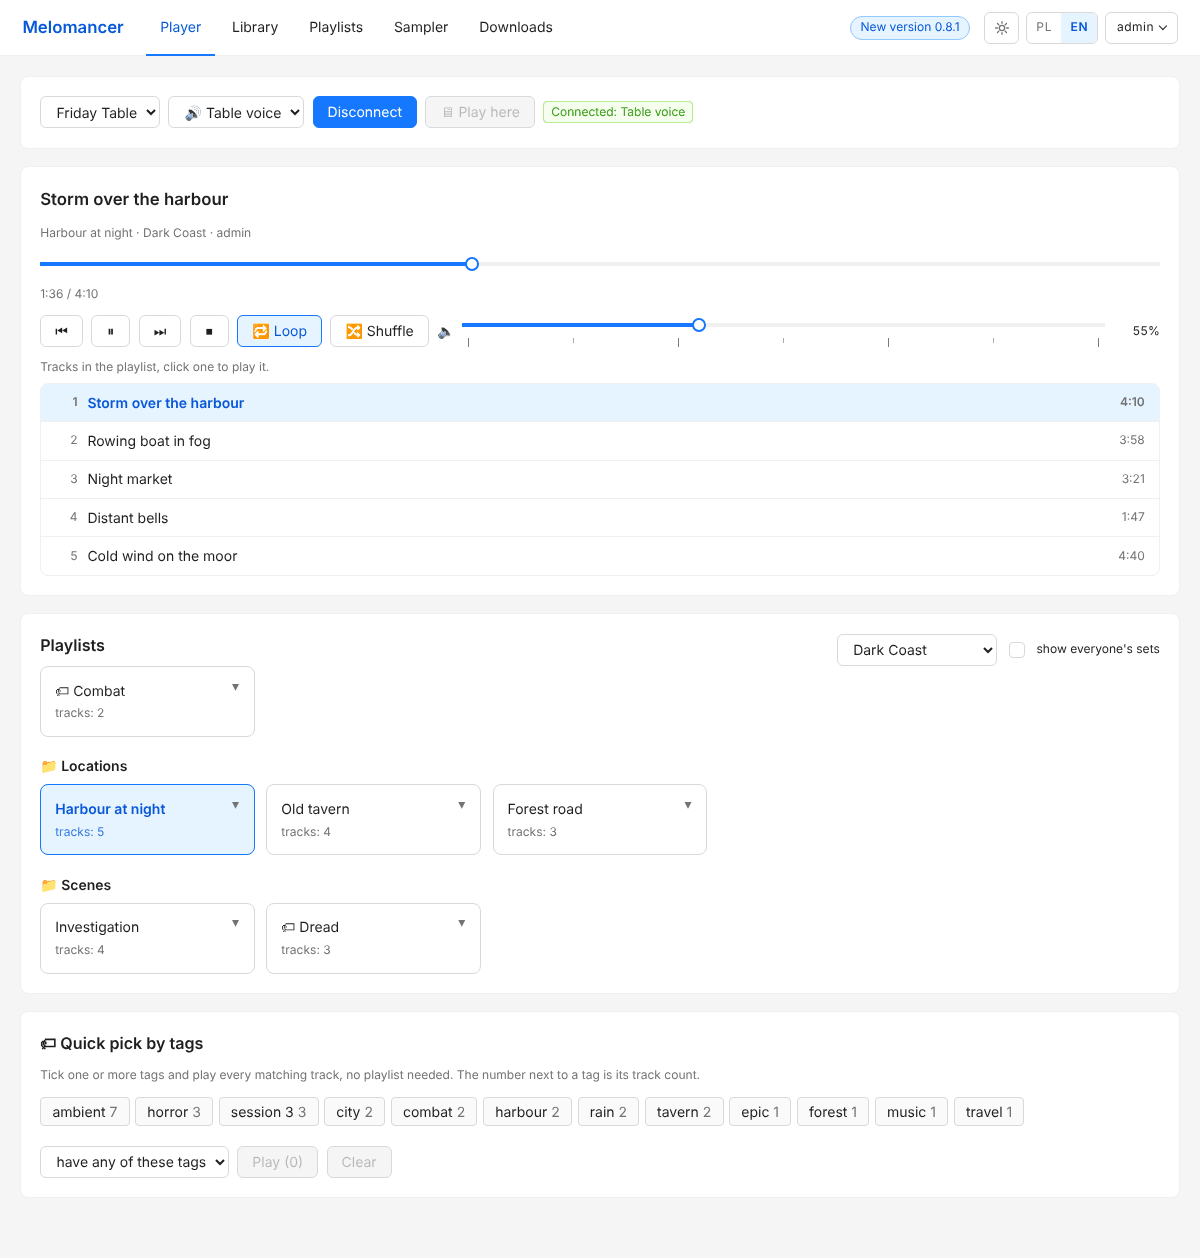 Melomancer Player Library Playlists Sampler Downloads New version 0.8.1 PL EN admin
Friday Table 🔊 Table voice Disconnect 🖥 Play here Connected: Table voice
Storm over the harbour
Harbour at night · Dark Coast · admin
1:36 / 4:10
⏮ ⏸ ⏭ ⏹ 🔁 Loop 🔀 Shuffle 🔈 55%
Tracks in the playlist, click one to play it.
1 Storm over the harbour 4:10
2 Rowing boat in fog 3:58
3 Night market 3:21
4 Distant bells 1:47
5 Cold wind on the moor 4:40
Playlists Dark Coast show everyone's sets
🏷 Combat ▼
tracks: 2
📁 Locations
Harbour at night ▼ Old tavern ▼ Forest road ▼
tracks: 5 tracks: 4 tracks: 3
📁 Scenes
Investigation ▼ 🏷 Dread ▼
tracks: 4 tracks: 3
🏷 Quick pick by tags
Tick one or more tags and play every matching track, no playlist needed. The number next to a tag is its track count.
ambient 7 horror 3 session 3 3 city 2 combat 2 harbour 2 rain 2 tavern 2 epic 1 forest 1 music 1 travel 1
have any of these tags Play (0) Clear